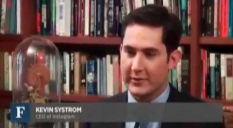 F
KEVIN SYSTROM
CEO of Instagram